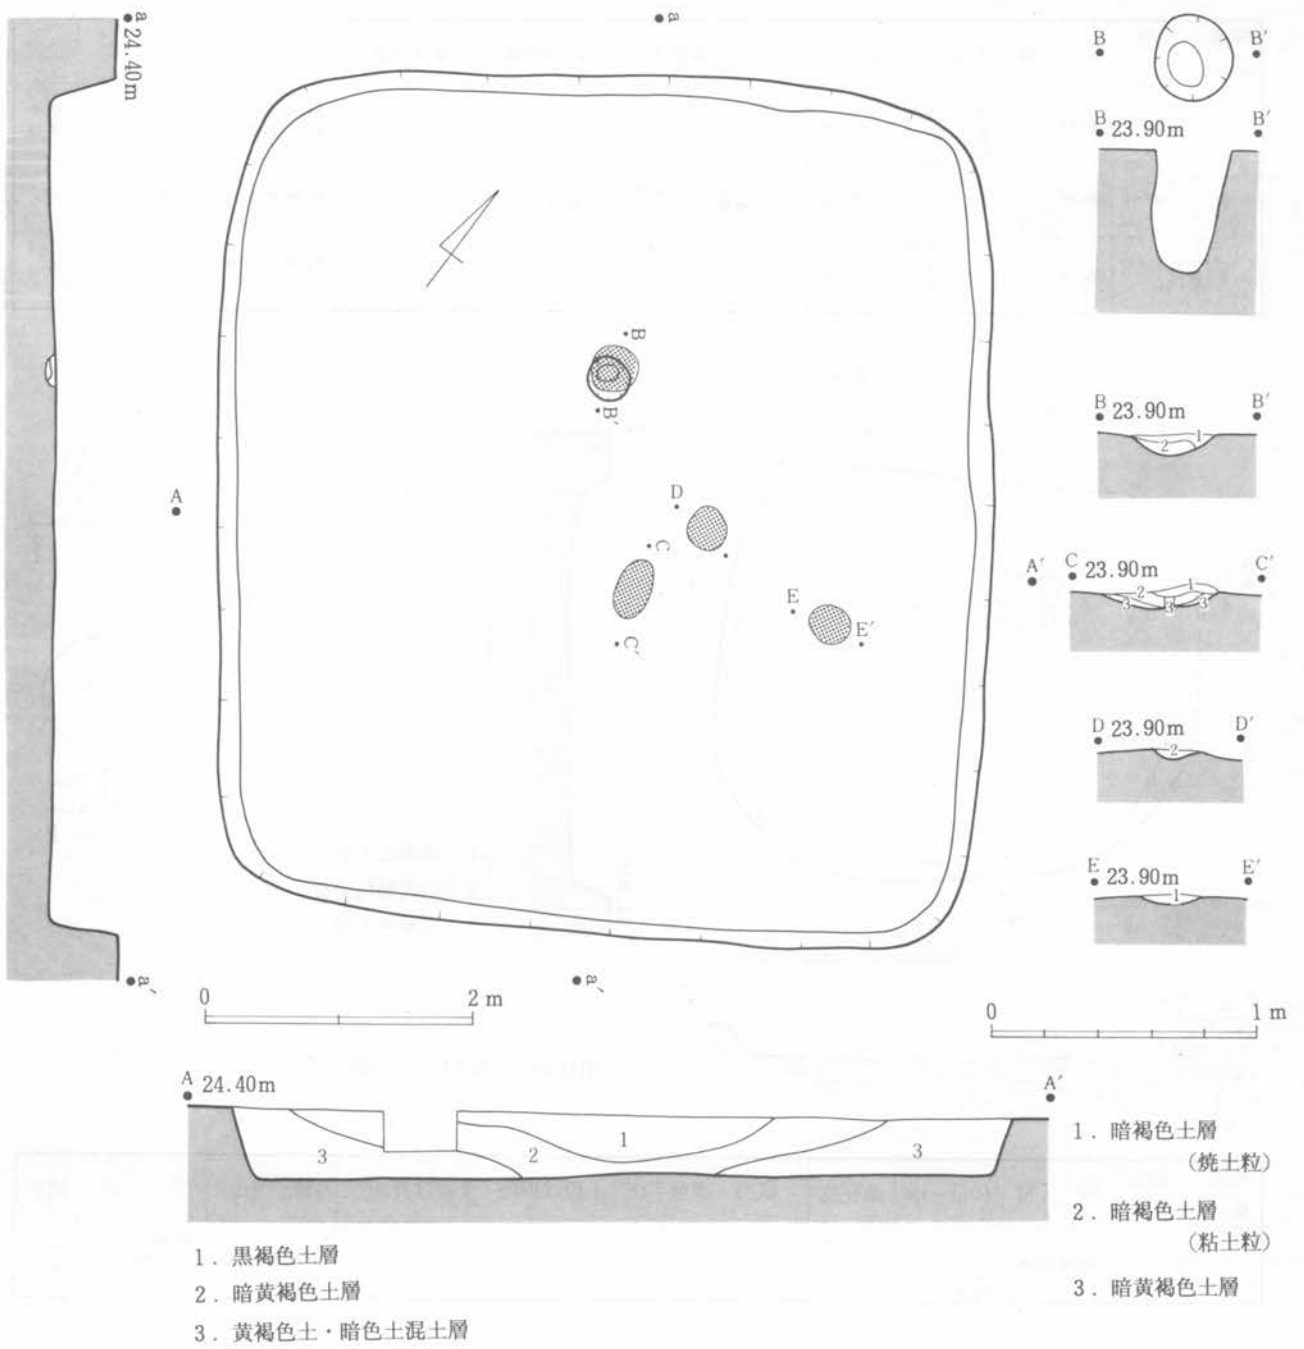 a
24.40m
a
B
B′
B
23.90m
B′
B
B′
B
23.90m
B′
1
2
A
D
C
C′
E
E′
A′
C
23.90m
C′
1
2
3
3
3
D
23.90m
D′
2
E
23.90m
E′
1
a′
a′
0
2 m
0
1 m
A
24.40m
A′
1
2
3
3
1．黒褐色土層
2．暗黄褐色土層
3．黄褐色土・暗色土混土層
1．暗褐色土層
(焼土粒)
2．暗褐色土層
(粘土粒)
3．暗黄褐色土層